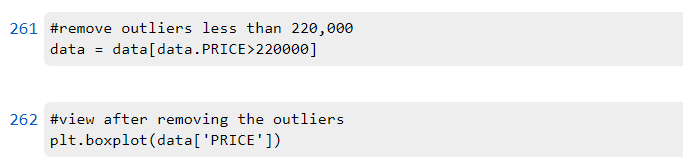 261 #remove outliers less than 220,000
data = data[data.PRICE>220000]
262 #view after removing the outliers
plt.boxplot(data['PRICE'])